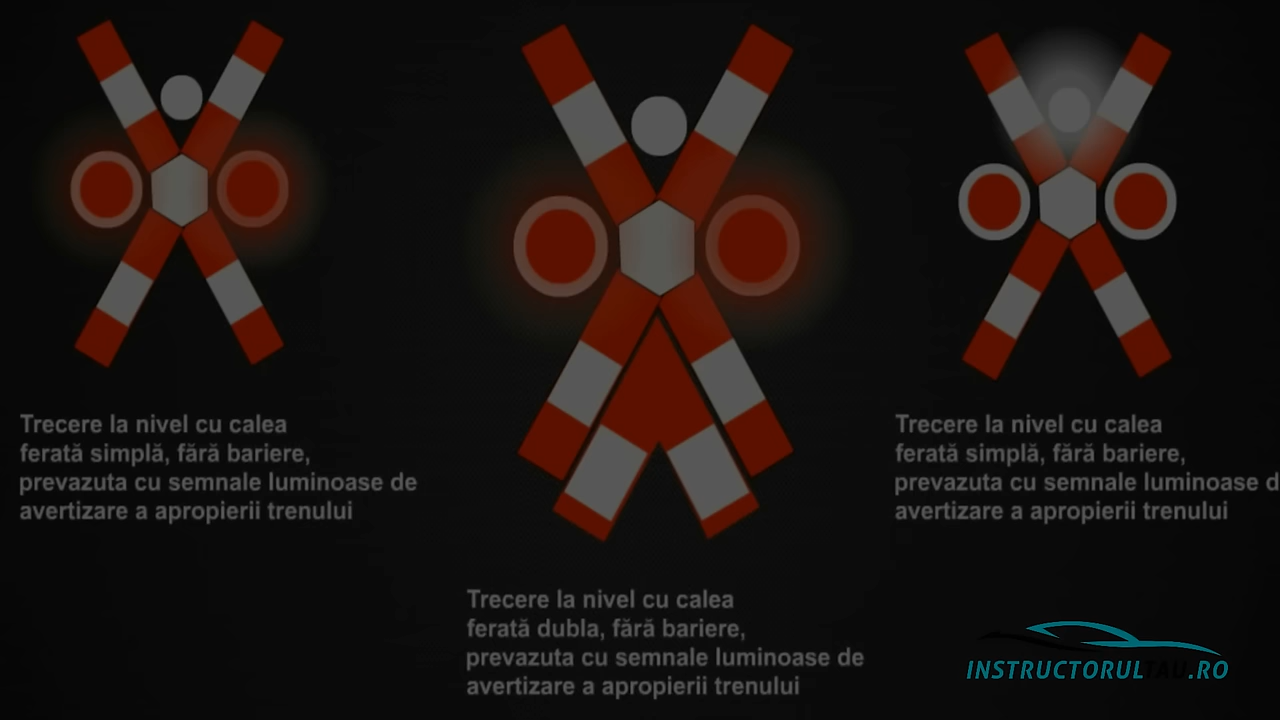 Trecere la nivel cu calea
ferată simplă, fără bariere,
prevazuta cu semnale luminoase de
avertizare a apropierii trenului
Trecere la nivel cu calea
ferată dubla, fără bariere,
prevazuta cu semnale luminoase de
avertizare a apropierii trenului
Trecere la nivel cu calea
ferată simplă, fără bariere,
prevazuta cu semnale luminoase d
avertizare a apropierii trenului
INSTRUCTORULTAU.RO